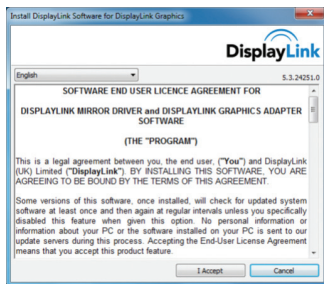 Install DisplayLink Software for DisplayLink Graphics
DisplayLink
English
5.3.24251.0
SOFTWARE END USER LICENCE AGREEMENT FOR
DISPLAYLINK MIRROR DRIVER and DISPLAYLINK GRAPHICS ADAPTER
SOFTWARE
(THE "PROGRAM")
This is a legal agreement between you, the end user, ("You") and DisplayLink
(UK) Limited ("DisplayLink"). BY INSTALLING THIS SOFTWARE, YOU ARE
AGREEING TO BE BOUND BY THE TERMS OF THIS AGREEMENT.
Some versions of this software, once installed, will check for updated system
software at least once and then again at regular intervals unless you specifically
disabled this feature when given this option. No personal information or
information about your PC or the software installed on your PC is sent to our
update servers during this process. Accepting the End-User License Agreement
means that you accept this product feature.
I Accept
Cancel